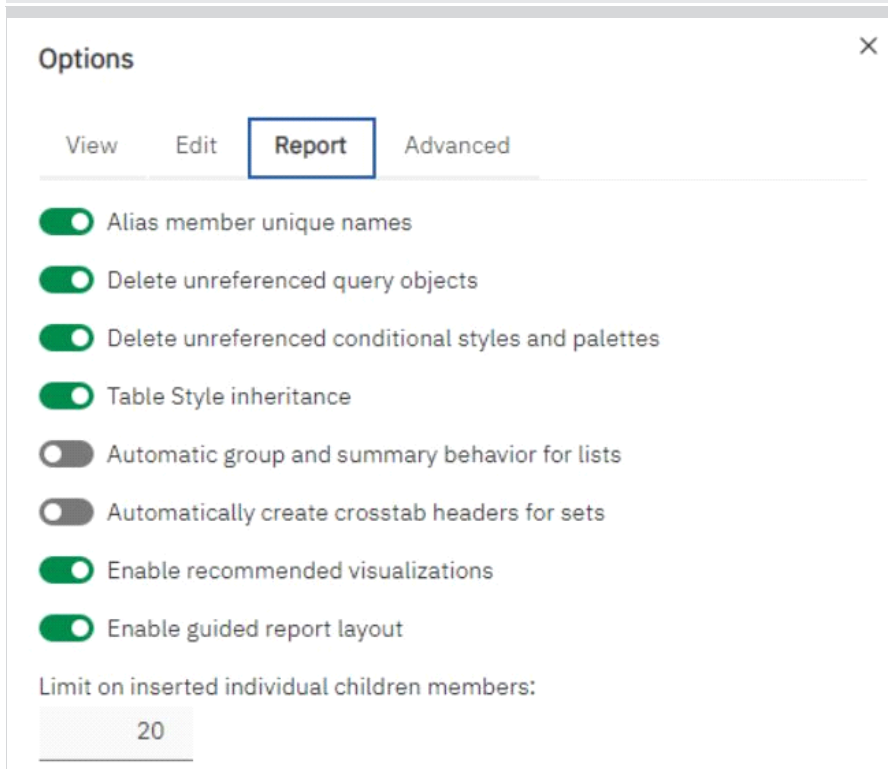 Options
View Edit Report Advanced
Alias member unique names
Delete unreferenced query objects
Delete unreferenced conditional styles and palettes
Table Style inheritance
Automatic group and summary behavior for lists
Automatically create crosstab headers for sets
Enable recommended visualizations
Enable guided report layout
Limit on inserted individual children members:
20